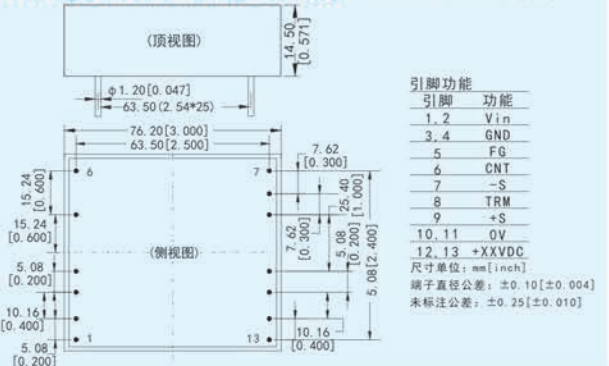 (顶视图)
14.50
[0.571]
φ1.20[0.047]
63.50(2.54*25)
76.20[3.000]
63.50[2.500]
6
7
7.62
[0.300]
15.24
[0.600]
25.40
[1.000]
15.24
[0.600]
7.62
[0.300]
5.08
[0.200]
5.08[2.400]
(侧视图)
5.08
[0.200]
10.16
[0.400]
10.16
[0.400]
1
13
5.08
[0.200]
引脚功能
引脚 功能
1.2 Vin
3.4 GND
5 FG
6 CNT
7 -S
8 TRM
9 +S
10.11 0V
12.13 +XXVDC
尺寸单位: mm[inch]
端子直径公差: ±0.10[±0.004]
未标注公差: ±0.25[±0.010]